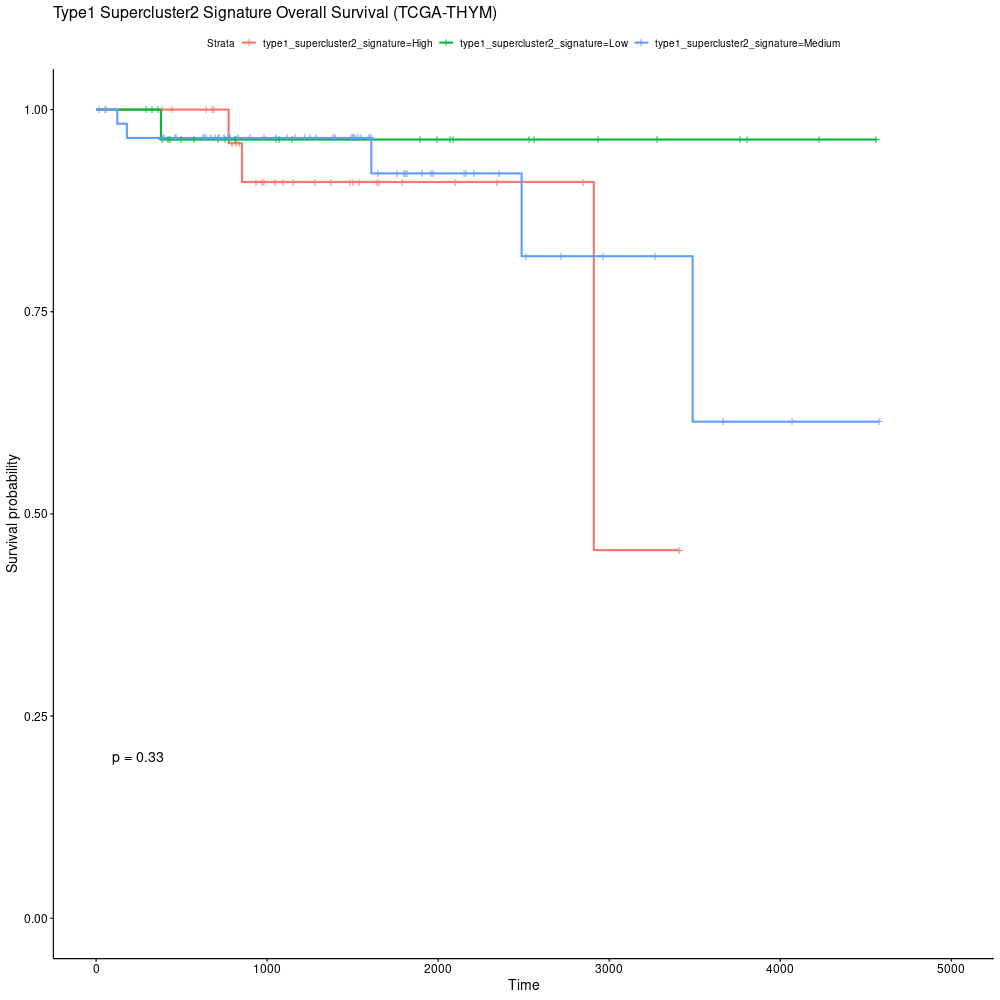 Type1 Supercluster2 Signature Overall Survival (TCGA-THYM)
Strata type1_supercluster2_signature=High type1_supercluster2_signature=Low type1_supercluster2_signature=Medium
1.00
0.75
0.50
0.25
0.00
Survival probability
p = 0.33
0 1000 2000 3000 4000 5000
Time